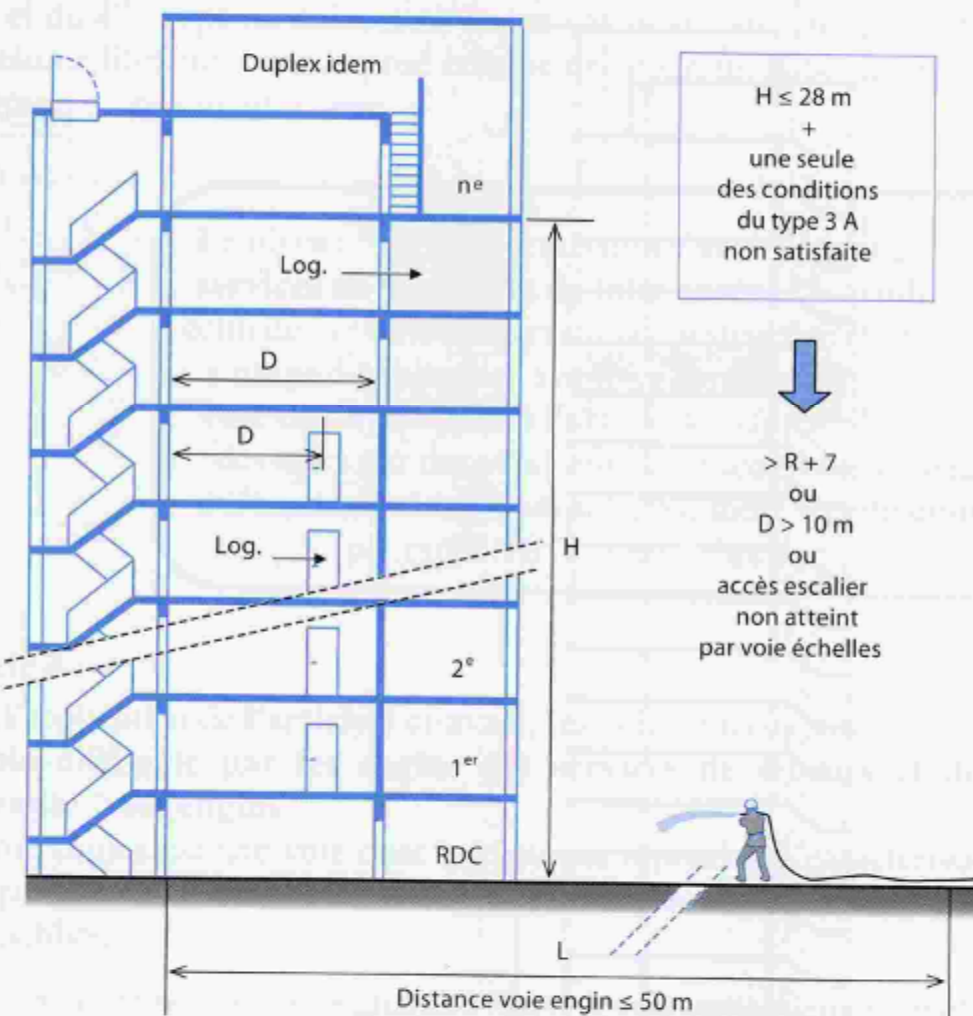 Duplex idem
nᵉ
Log.
D
D
Log.
H
2ᵉ
1ᵉʳ
RDC
L
Distance voie engin ≤ 50 m
H ≤ 28 m
+
une seule
des conditions
du type 3 A
non satisfaite
> R + 7
ou
D > 10 m
ou
accès escalier
non atteint
par voie échelles